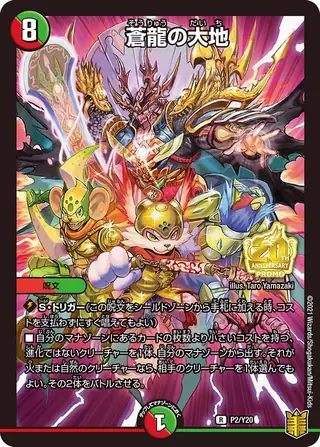 8
そうりゅう だいち
蒼龍の大地
20TH
ANNIVERSARY
PROMO
illus. Taro Yamazaki
呪文
S・トリガー(この呪文をシールドゾーンから手札に加える時、コストを支払わずにすぐ唱えてもよい)
自分のマナゾーンにあるカードの枚数より小さいコストを持つ、進化ではないクリーチャーを1体、自分のマナゾーンから出す。それが火または自然のクリーチャーなら、相手のクリーチャーを1体選んでもよい。その2体をバトルさせる。
©2021 Wizards/Shogakukan/Mitsui-Kids
1
R P2/Y20